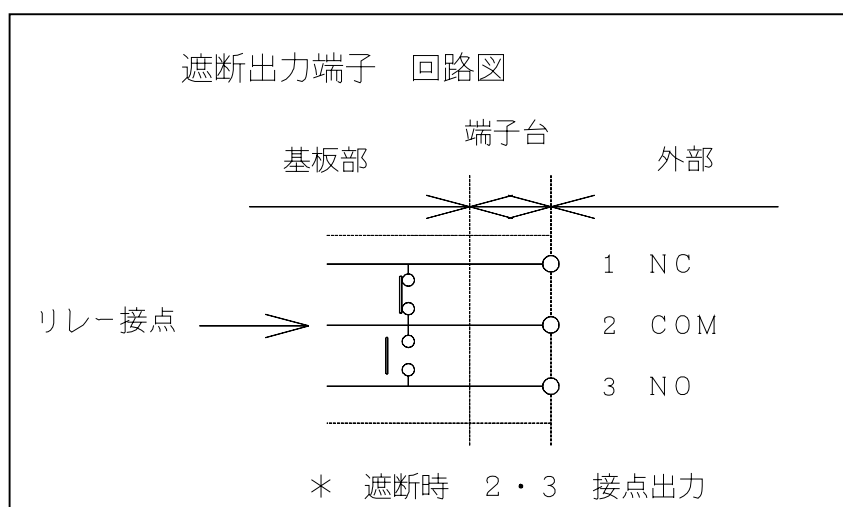 遮断出力端子　回路図
端子台
基板部
外部
1　NC
リレー接点
2　COM
3　NO
＊　遮断時　2・3　接点出力